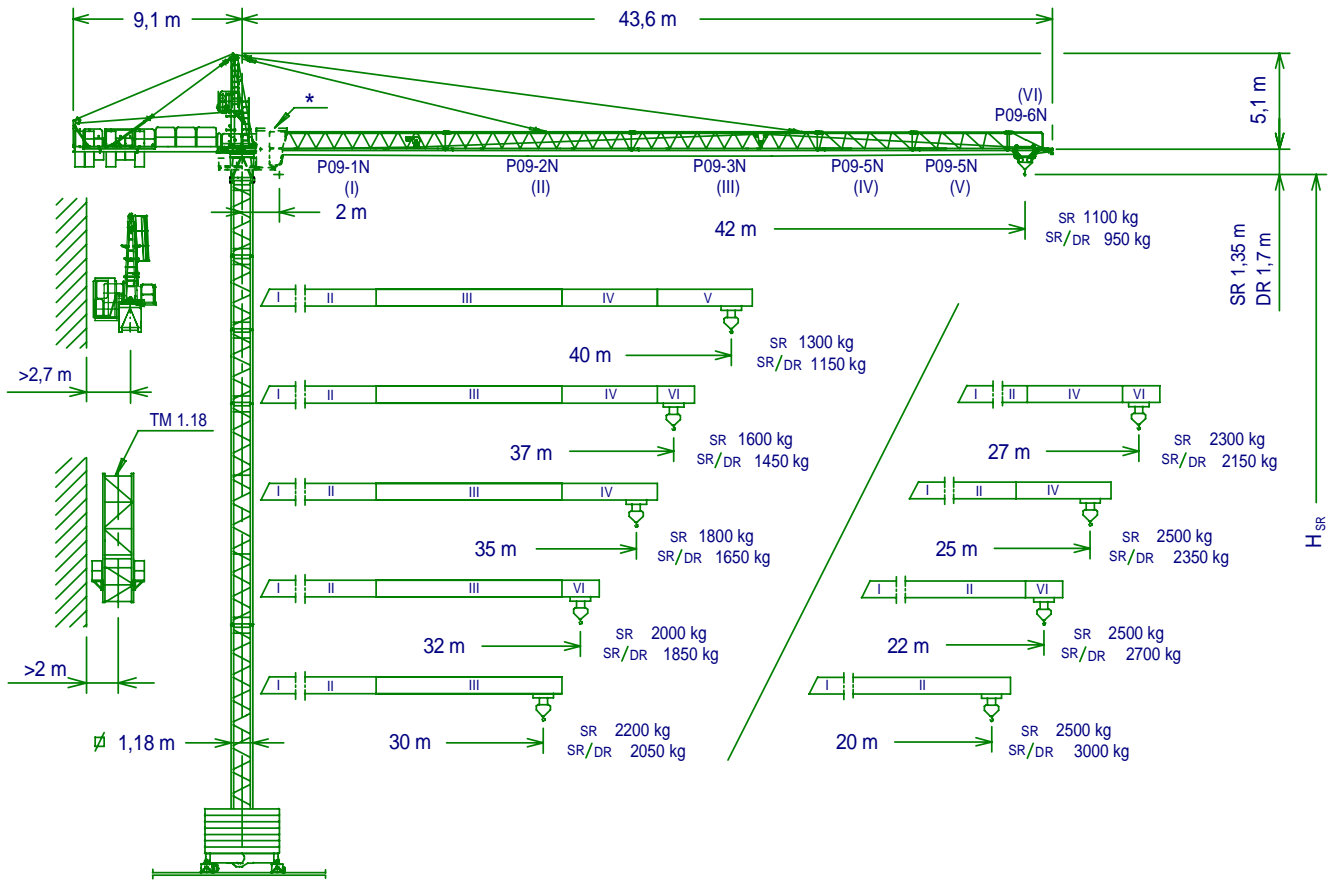 9,1 m
43,6 m
*
(VI)
P09-6N
5,1 m
P09-1N
(I)
P09-2N
(II)
P09-3N
(III)
P09-5N
(IV)
P09-5N
(V)
2 m
42 m
SR 1100 kg
SR/DR 950 kg
SR 1,35 m
DR 1,7 m
HSR
I II III IV V
40 m
SR 1300 kg
SR/DR 1150 kg
>2,7 m
I II III IV VI
37 m
SR 1600 kg
SR/DR 1450 kg
I II IV VI
27 m
SR 2300 kg
SR/DR 2150 kg
TM 1.18
I II III IV
35 m
SR 1800 kg
SR/DR 1650 kg
I II IV
25 m
SR 2500 kg
SR/DR 2350 kg
I II III VI
32 m
SR 2000 kg
SR/DR 1850 kg
I II VI
22 m
SR 2500 kg
SR/DR 2700 kg
>2 m
I II III
30 m
SR 2200 kg
SR/DR 2050 kg
I II
20 m
SR 2500 kg
SR/DR 3000 kg
1,18 m